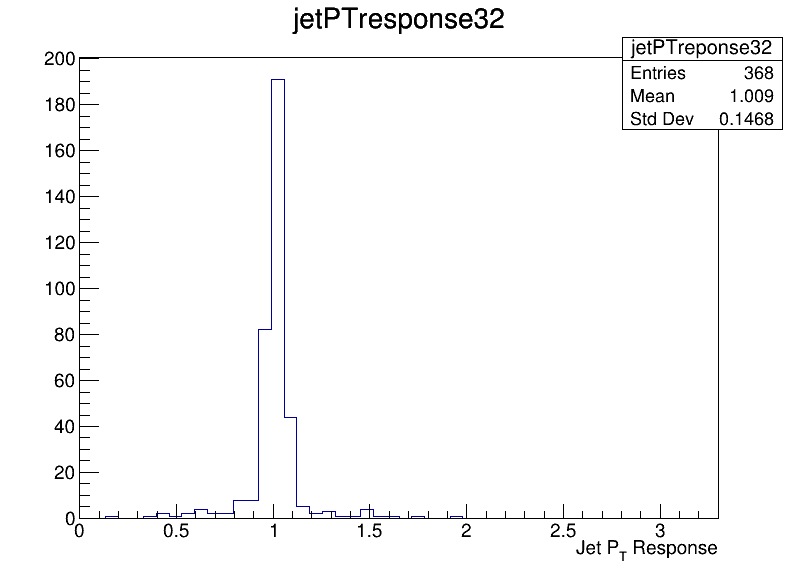 jetPTresponse32
jetPTreponse32
Entries 368
Mean 1.009
Std Dev 0.1468
200
180
160
140
120
100
80
60
40
20
0
0 0.5 1 1.5 2 2.5 3
Jet PT Response